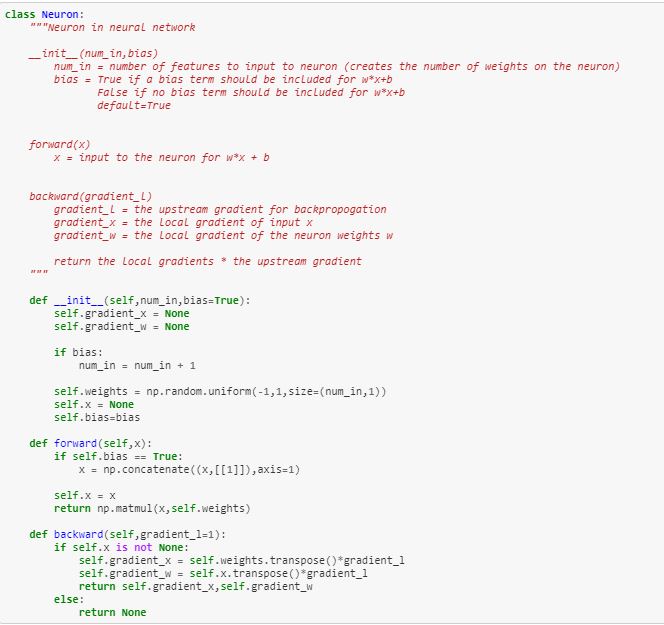 class Neuron:
    """Neuron in neural network
    __init__(num_in,bias)
        num_in = number of features to input to neuron (creates the number of weights on the neuron)
        bias = True if a bias term should be included for w*x+b
               False if no bias term should be included for w*x+b
               default=True
    forward(x)
        x = input to the neuron for w*x + b
    backward(gradient_L)
        gradient_L = the upstream gradient for backpropogation
        gradient_x = the local gradient of input x
        gradient_w = the local gradient of the neuron weights w
        return the local gradients * the upstream gradient
    """
    def __init__(self,num_in,bias=True):
        self.gradient_x = None
        self.gradient_w = None
        if bias:
            num_in = num_in + 1
        self.weights = np.random.uniform(-1,1,size=(num_in,1))
        self.x = None
        self.bias=bias
    def forward(self,x):
        if self.bias == True:
            x = np.concatenate((x,[[1]]),axis=1)
        self.x = x
        return np.matmul(x,self.weights)
    def backward(self,gradient_l=1):
        if self.x is not None:
            self.gradient_x = self.weights.transpose()*gradient_l
            self.gradient_w = self.x.transpose()*gradient_l
            return self.gradient_x,self.gradient_w
        else:
            return None